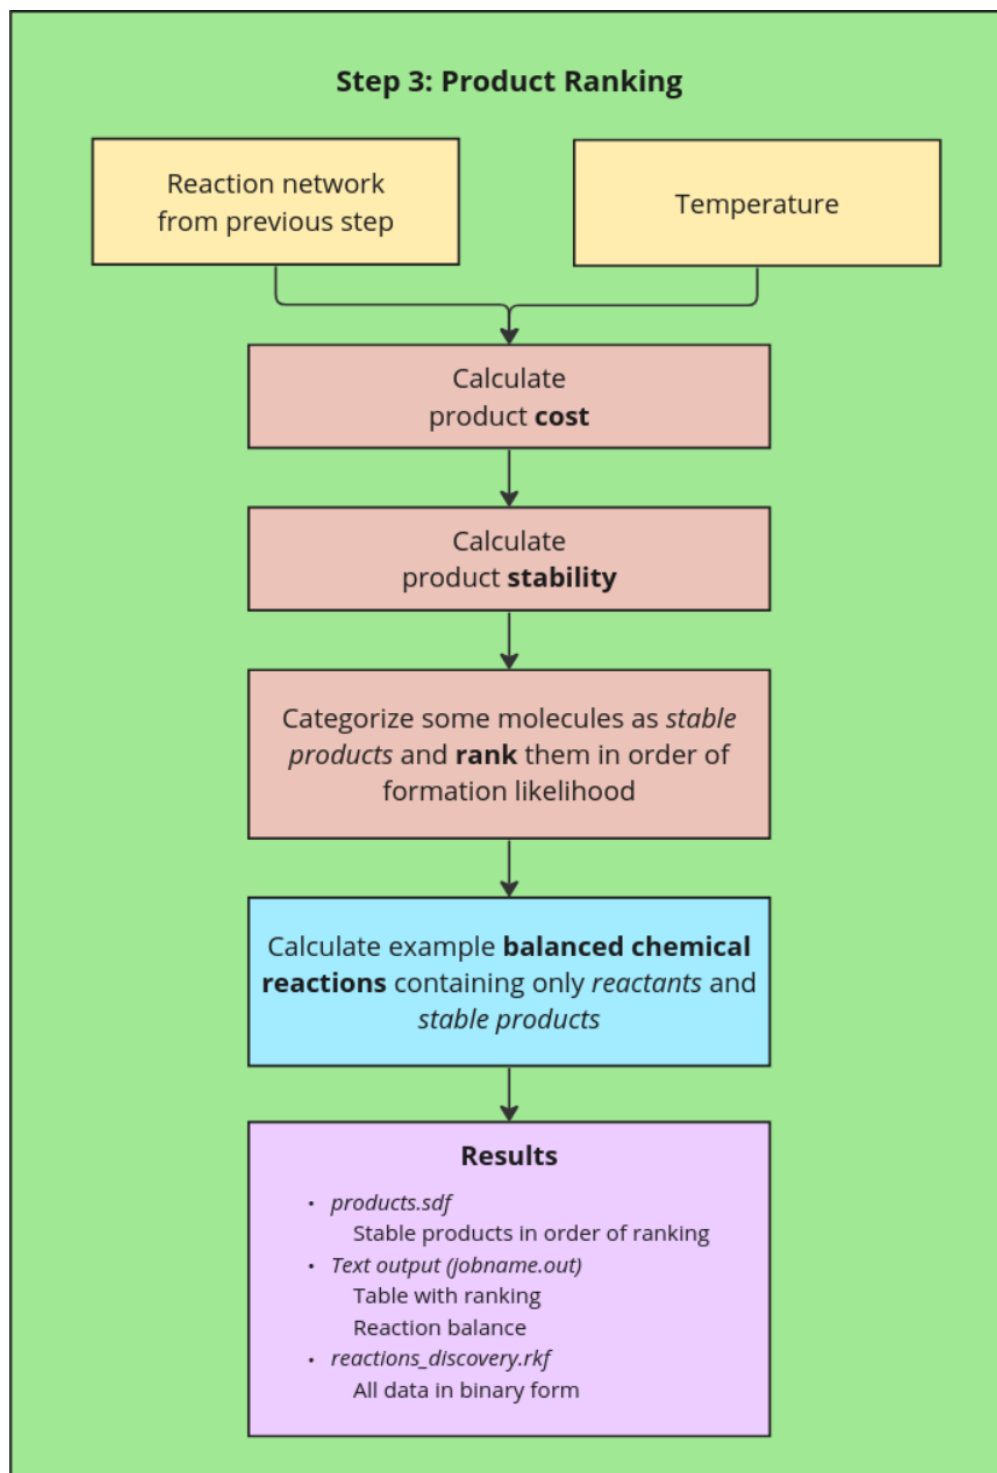 Step 3: Product Ranking
Reaction network
from previous step
Temperature
Calculate
product cost
Calculate
product stability
Categorize some molecules as stable
products and rank them in order of
formation likelihood
Calculate example balanced chemical
reactions containing only reactants and
stable products
Results
• products.sdf
Stable products in order of ranking
• Text output (jobname.out)
Table with ranking
Reaction balance
• reactions_discovery.rkf
All data in binary form